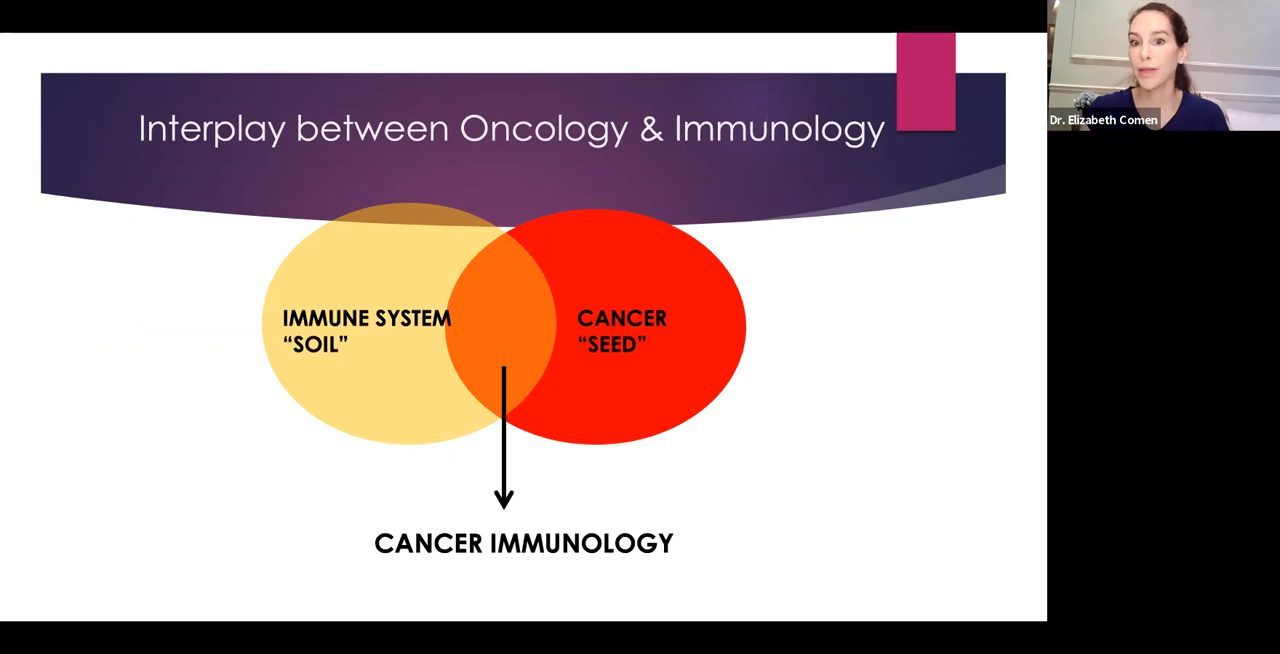 Interplay between Oncology & Immunology
Dr. Elizabeth Comen
IMMUNE SYSTEM
“SOIL”
CANCER
“SEED”
CANCER IMMUNOLOGY